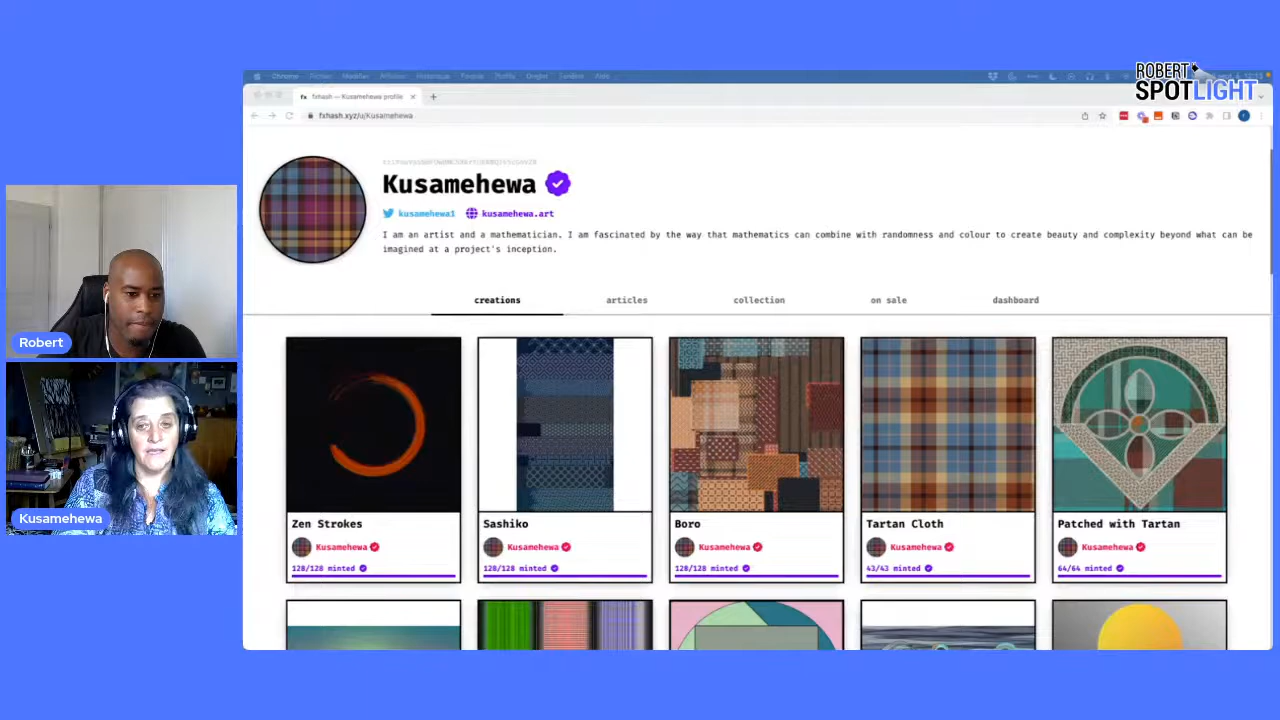 ROBERT
SPOTLIGHT
Chrome
fxhash — Kusamehewa profile
fxhash.xyz/u/Kusamehewa
Kusamehewa
kusamehewa1 kusamehewa.art
I am an artist and a mathematician. I am fascinated by the way that mathematics can combine with randomness and colour to create beauty and complexity beyond what can be
imagined at a project's inception.
creations articles collection on sale dashboard
Robert
Kusamehewa
Zen Strokes Sashiko Boro Tartan Cloth Patched with Tartan
Kusamehewa Kusamehewa Kusamehewa Kusamehewa Kusamehewa
128/128 minted 128/128 minted 128/128 minted 43/43 minted 64/64 minted